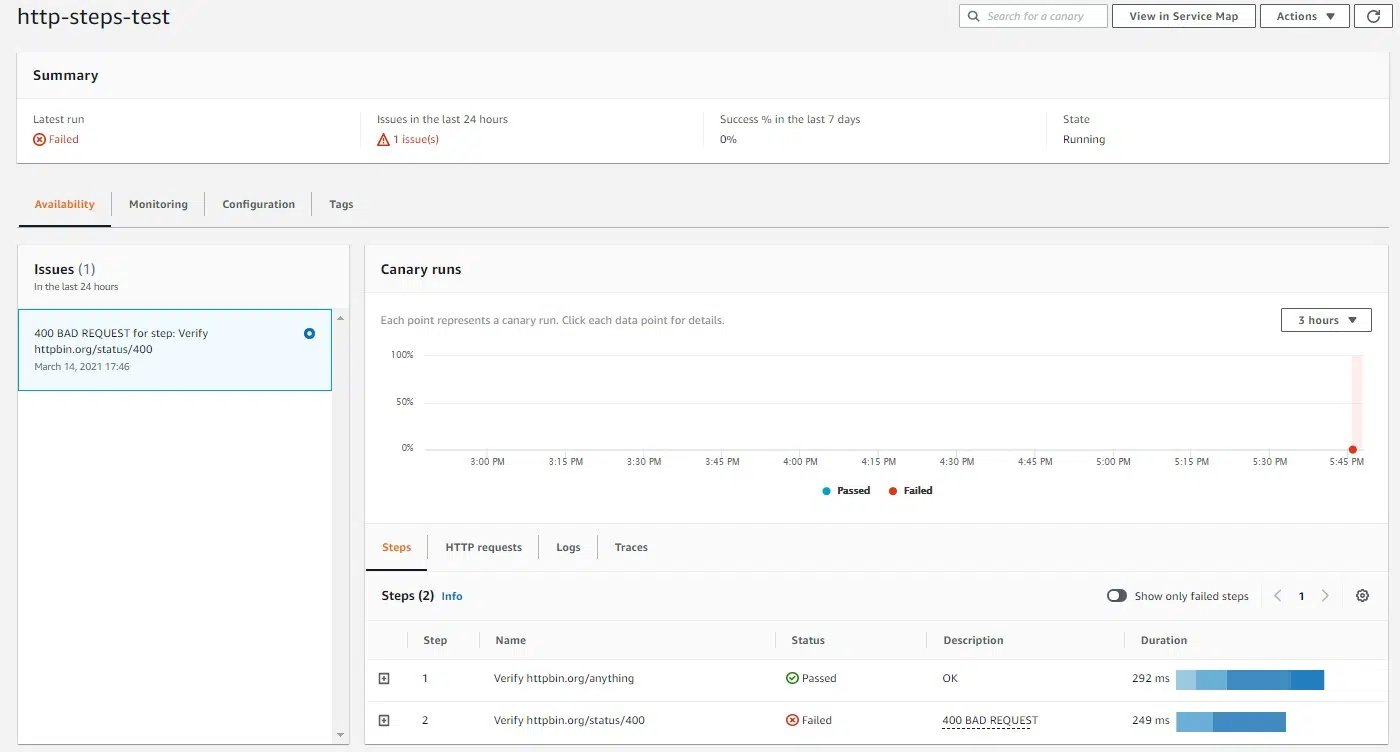 http-steps-test
Search for a canary
View in Service Map
Actions
Summary
Latest run
Failed
Issues in the last 24 hours
1 issue(s)
Success % in the last 7 days
0%
State
Running
Availability
Monitoring
Configuration
Tags
Issues (1)
In the last 24 hours
400 BAD REQUEST for step: Verify
httpbin.org/status/400
March 14, 2021 17:46
Canary runs
Each point represents a canary run. Click each data point for details.
3 hours
100%
50%
0%
3:00 PM 3:15 PM 3:30 PM 3:45 PM 4:00 PM 4:15 PM 4:30 PM 4:45 PM 5:00 PM 5:15 PM 5:30 PM 5:45 PM
Passed Failed
Steps
HTTP requests
Logs
Traces
Steps (2) Info
Show only failed steps
1
Step Name Status Description Duration
1 Verify httpbin.org/anything Passed OK 292 ms
2 Verify httpbin.org/status/400 Failed 400 BAD REQUEST 249 ms